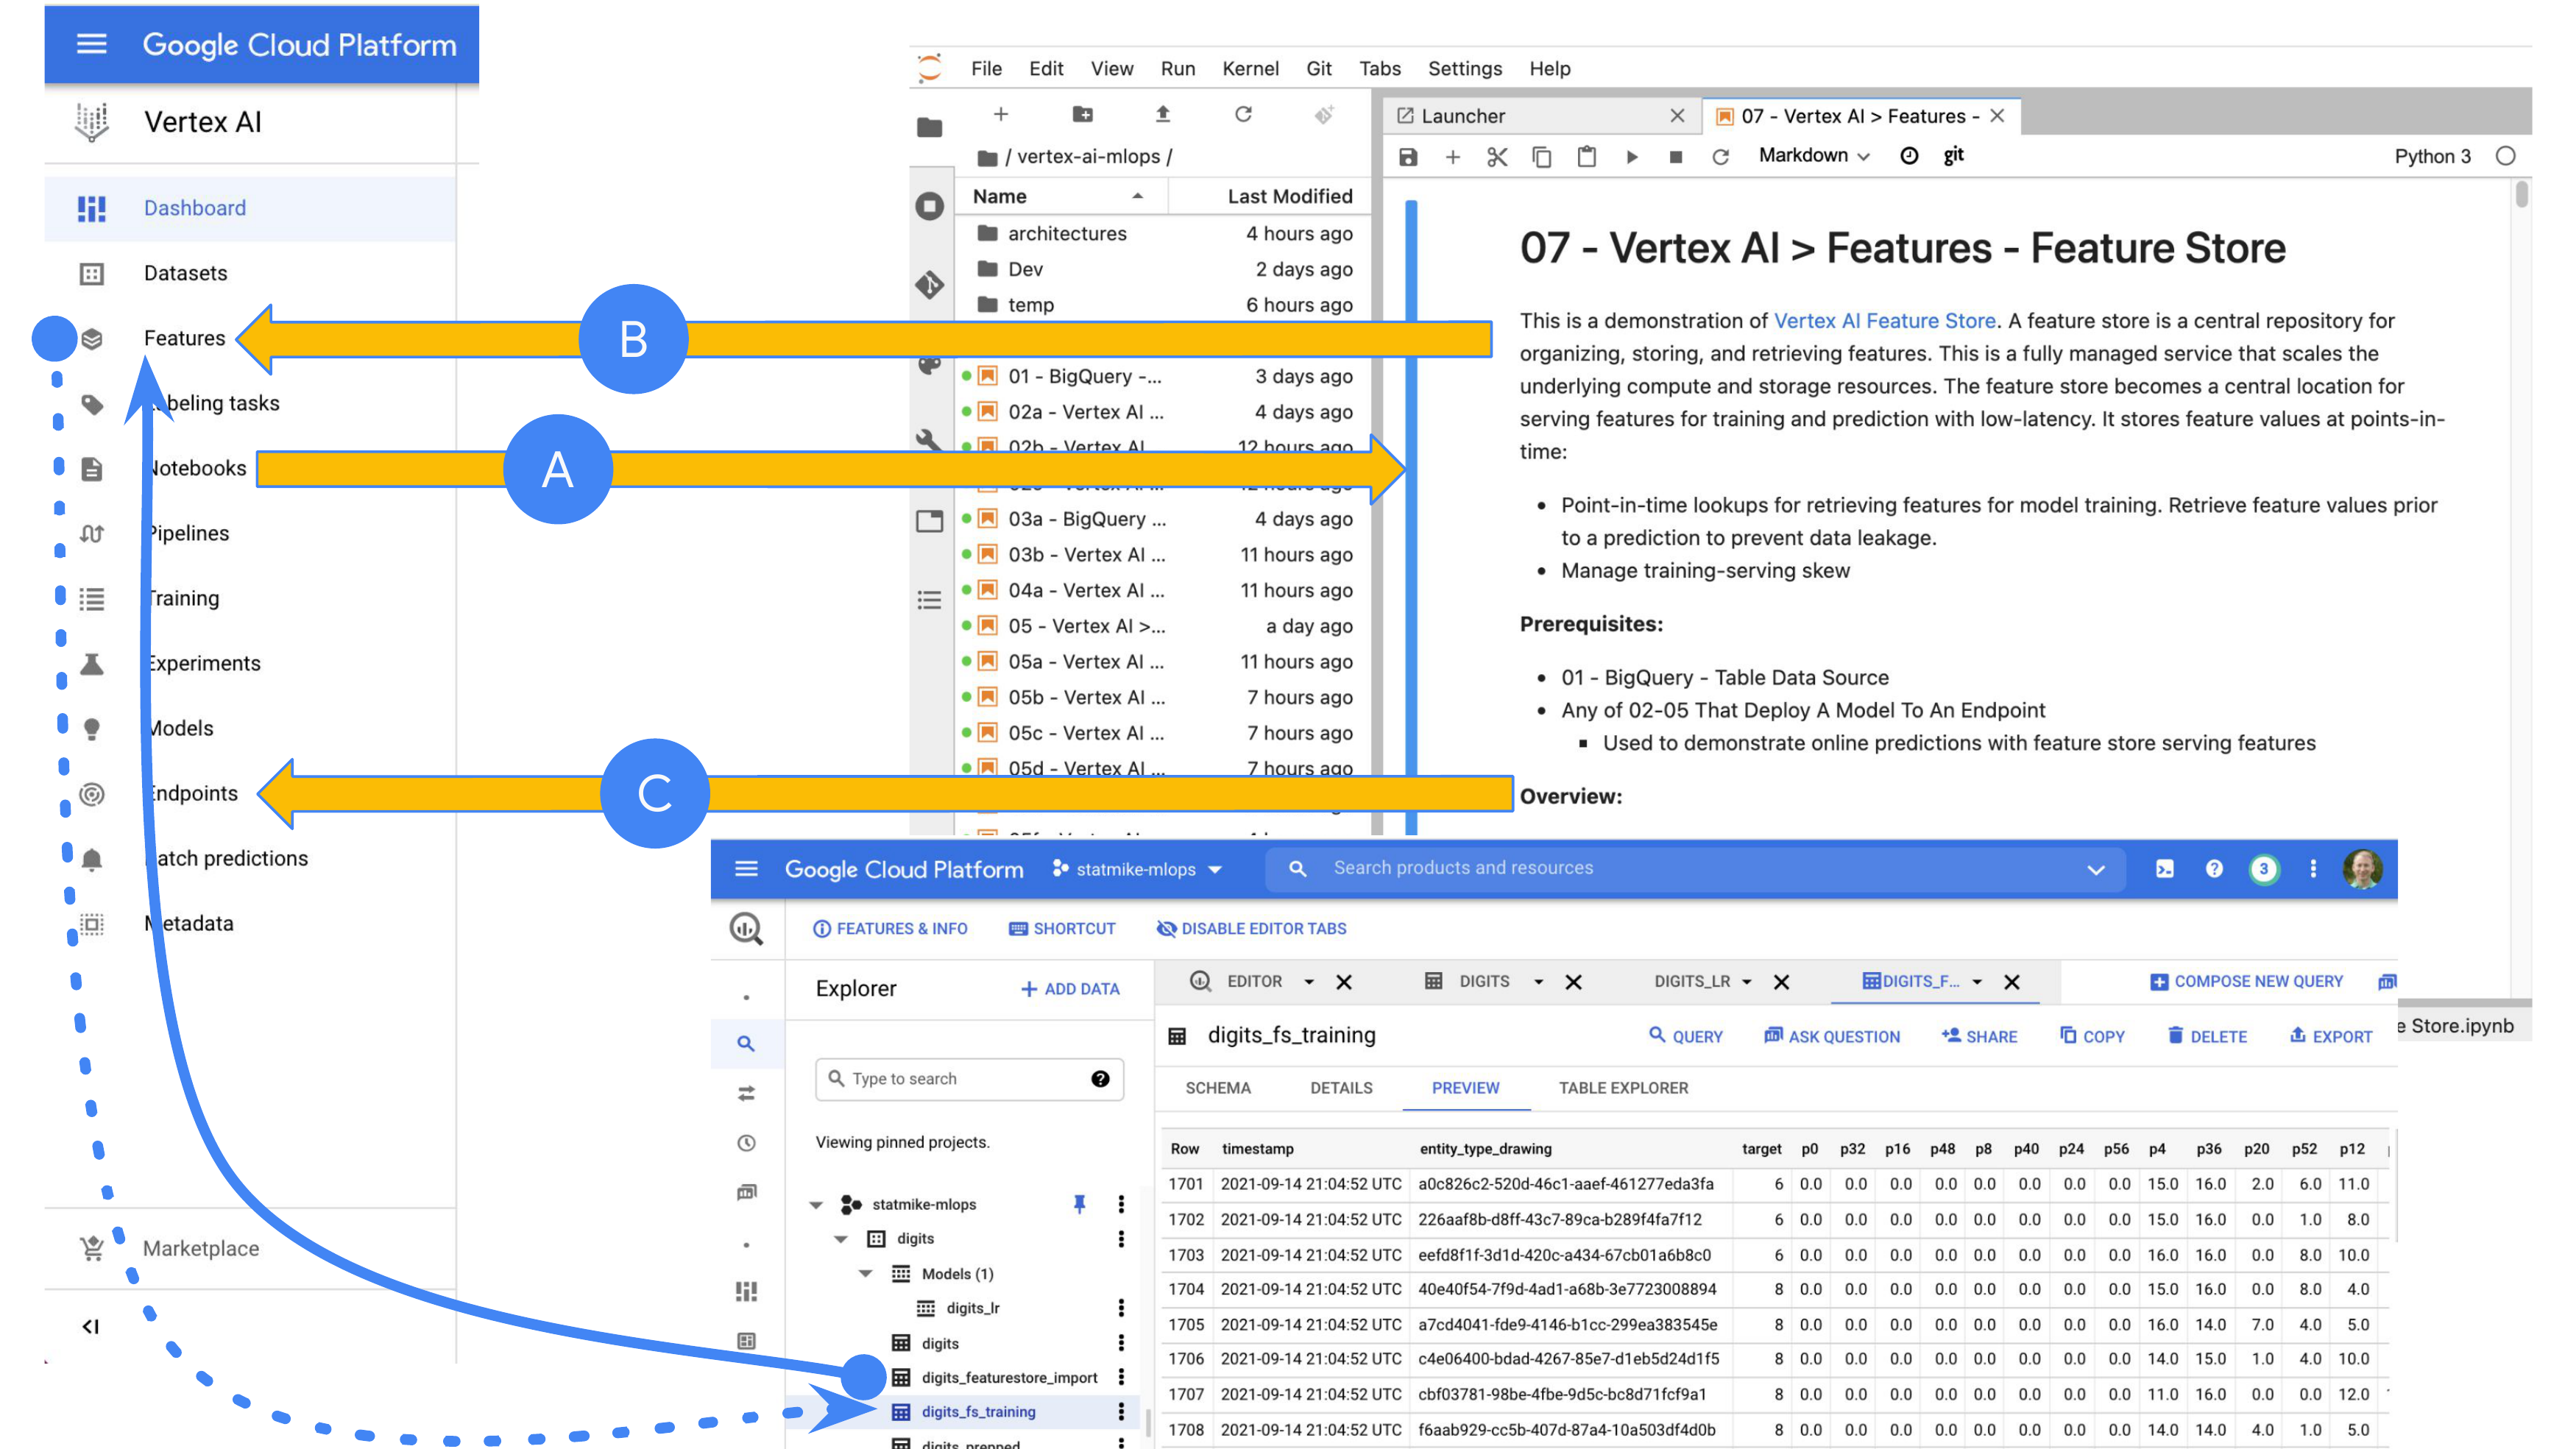 Google Cloud Platform
Vertex AI
Dashboard
Datasets
Features
beling tasks
Notebooks
Pipelines
Training
Experiments
Models
Endpoints
atch predictions
Metadata
Marketplace
B
A
C
File Edit View Run Kernel Git Tabs Settings Help
/ vertex-ai-mlops /
Name Last Modified
architectures 4 hours ago
Dev 2 days ago
temp 6 hours ago
01 - BigQuery -... 3 days ago
02a - Vertex AI ... 4 days ago
02b - Vertex AI 12 hours ago
03a - BigQuery ... 4 days ago
03b - Vertex AI ... 11 hours ago
04a - Vertex AI ... 11 hours ago
05 - Vertex AI >... a day ago
05a - Vertex AI ... 11 hours ago
05b - Vertex AI ... 7 hours ago
05c - Vertex AI ... 7 hours ago
05d - Vertex AI ... 7 hours ago
Launcher
07 - Vertex AI > Features -
Markdown git Python 3
07 - Vertex AI > Features - Feature Store
This is a demonstration of Vertex AI Feature Store. A feature store is a central repository for
organizing, storing, and retrieving features. This is a fully managed service that scales the
underlying compute and storage resources. The feature store becomes a central location for
serving features for training and prediction with low-latency. It stores feature values at points-in-
time:
• Point-in-time lookups for retrieving features for model training. Retrieve feature values prior
to a prediction to prevent data leakage.
• Manage training-serving skew
Prerequisites:
• 01 - BigQuery - Table Data Source
• Any of 02-05 That Deploy A Model To An Endpoint
▪ Used to demonstrate online predictions with feature store serving features
Overview:
e Store.ipynb
Google Cloud Platform statmike-mlops Search products and resources 3
FEATURES & INFO SHORTCUT DISABLE EDITOR TABS
Explorer + ADD DATA
Type to search
Viewing pinned projects.
statmike-mlops
digits
Models (1)
digits_lr
digits
digits_featurestore_import
digits_fs_training
digits_prepped
EDITOR DIGITS DIGITS_LR DIGITS_F... COMPOSE NEW QUERY
digits_fs_training QUERY ASK QUESTION SHARE COPY DELETE EXPORT
SCHEMA DETAILS PREVIEW TABLE EXPLORER
Row timestamp entity_type_drawing target p0 p32 p16 p48 p8 p40 p24 p56 p4 p36 p20 p52 p12
1701 2021-09-14 21:04:52 UTC a0c826c2-520d-46c1-aaef-461277eda3fa 6 0.0 0.0 0.0 0.0 0.0 0.0 0.0 0.0 15.0 16.0 2.0 6.0 11.0
1702 2021-09-14 21:04:52 UTC 226aaf8b-d8ff-43c7-89ca-b289f4fa7f12 6 0.0 0.0 0.0 0.0 0.0 0.0 0.0 0.0 15.0 16.0 0.0 1.0 8.0
1703 2021-09-14 21:04:52 UTC eefd8f1f-3d1d-420c-a434-67cb01a6b8c0 6 0.0 0.0 0.0 0.0 0.0 0.0 0.0 0.0 16.0 16.0 0.0 8.0 10.0
1704 2021-09-14 21:04:52 UTC 40e40f54-7f9d-4ad1-a68b-3e7723008894 8 0.0 0.0 0.0 0.0 0.0 0.0 0.0 0.0 15.0 16.0 0.0 8.0 4.0
1705 2021-09-14 21:04:52 UTC a7cd4041-fde9-4146-b1cc-299ea383545e 8 0.0 0.0 0.0 0.0 0.0 0.0 0.0 0.0 16.0 14.0 7.0 4.0 5.0
1706 2021-09-14 21:04:52 UTC c4e06400-bdad-4267-85e7-d1eb5d24d1f5 8 0.0 0.0 0.0 0.0 0.0 0.0 0.0 0.0 14.0 15.0 1.0 4.0 10.0
1707 2021-09-14 21:04:52 UTC cbf03781-98be-4fbe-9d5c-bc8d71fcf9a1 8 0.0 0.0 0.0 0.0 0.0 0.0 0.0 0.0 11.0 16.0 0.0 0.0 12.0
1708 2021-09-14 21:04:52 UTC f6aab929-cc5b-407d-87a4-10a503df4d0b 8 0.0 0.0 0.0 0.0 0.0 0.0 0.0 0.0 14.0 14.0 4.0 1.0 5.0